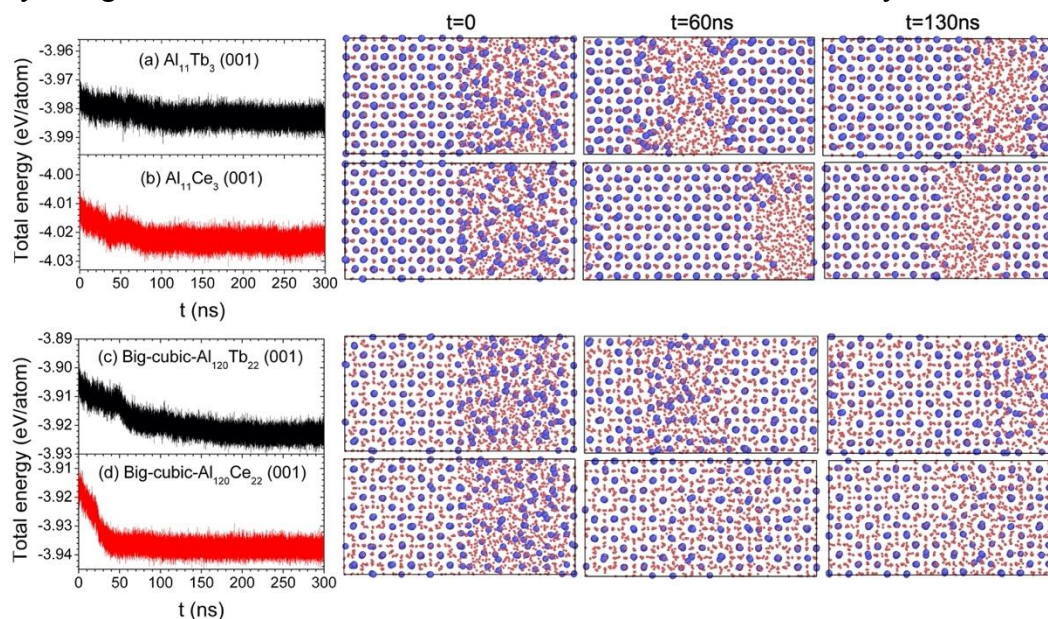 t=0 t=60ns t=130ns
Total energy (eV/atom)
-3.96
-3.97
-3.98
-3.99
(a) Al₁₁Tb₃ (001)
-4.00
-4.01
-4.02
-4.03
(b) Al₁₁Ce₃ (001)
0 50 100 150 200 250 300
t (ns)
Total energy (eV/atom)
-3.89
-3.90
-3.91
-3.92
-3.93
(c) Big-cubic-Al₁₂₀Tb₂₂ (001)
-3.91
-3.92
-3.93
-3.94
(d) Big-cubic-Al₁₂₀Ce₂₂ (001)
0 50 100 150 200 250 300
t (ns)